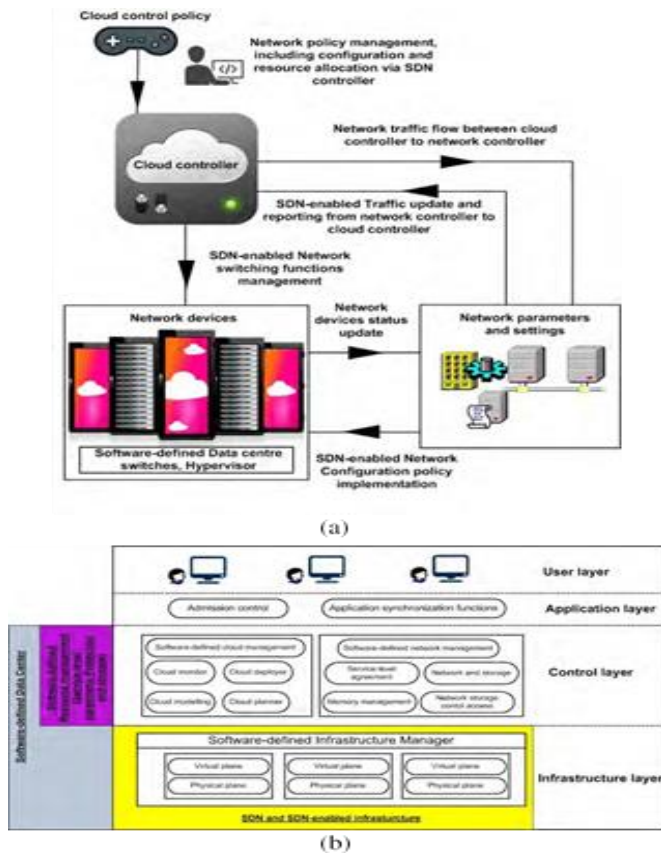 Cloud control policy
Network policy management,
including configuration and
resource allocation via SDN
controller
Cloud controller
Network traffic flow between cloud
controller to network controller
SDN-enabled Traffic update and
reporting from network controller to
cloud controller
SDN-enabled Network
switching functions
management
Network devices
Software-defined Data centre
switches, Hypervisor
Network
devices status
update
Network parameters
and settings
SDN-enabled Network
Configuration policy
implementation
(a)
User layer
Admission control
Application synchronization functions
Application layer
Software-defined Data Center
Software-defined cloud management
Cloud monitor
Cloud deployer
Cloud modelling
Cloud planner
Software-defined network management
Service-level
agreement
Network and storage
Memory management
Network storage
control access
Control layer
Software-defined Infrastructure Manager
Virtual plane
Physical plane
Virtual plane
Physical plane
Virtual plane
Physical plane
Infrastructure layer
SDN and SDN-enabled infrasturcture
(b)